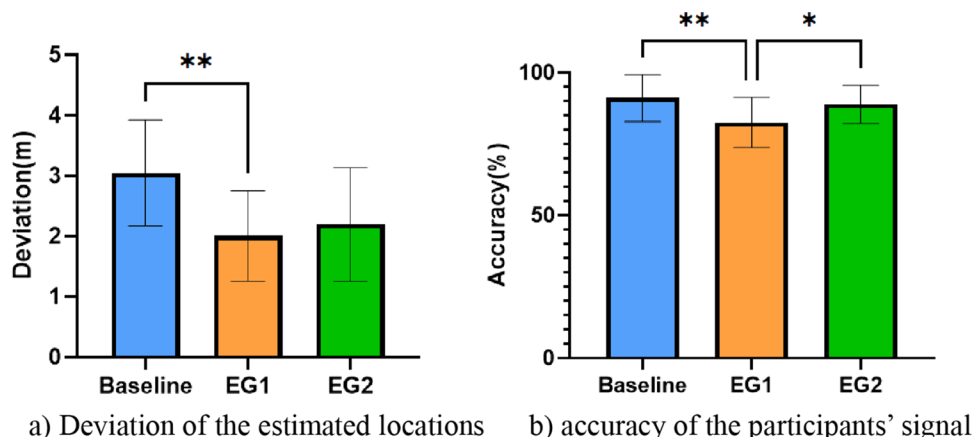 ** ** *
5
4
3
2
1
0
Deviation(m)
Baseline EG1 EG2
100
50
0
Accuracy(%)
Baseline EG1 EG2
a) Deviation of the estimated locations b) accuracy of the participants' signal